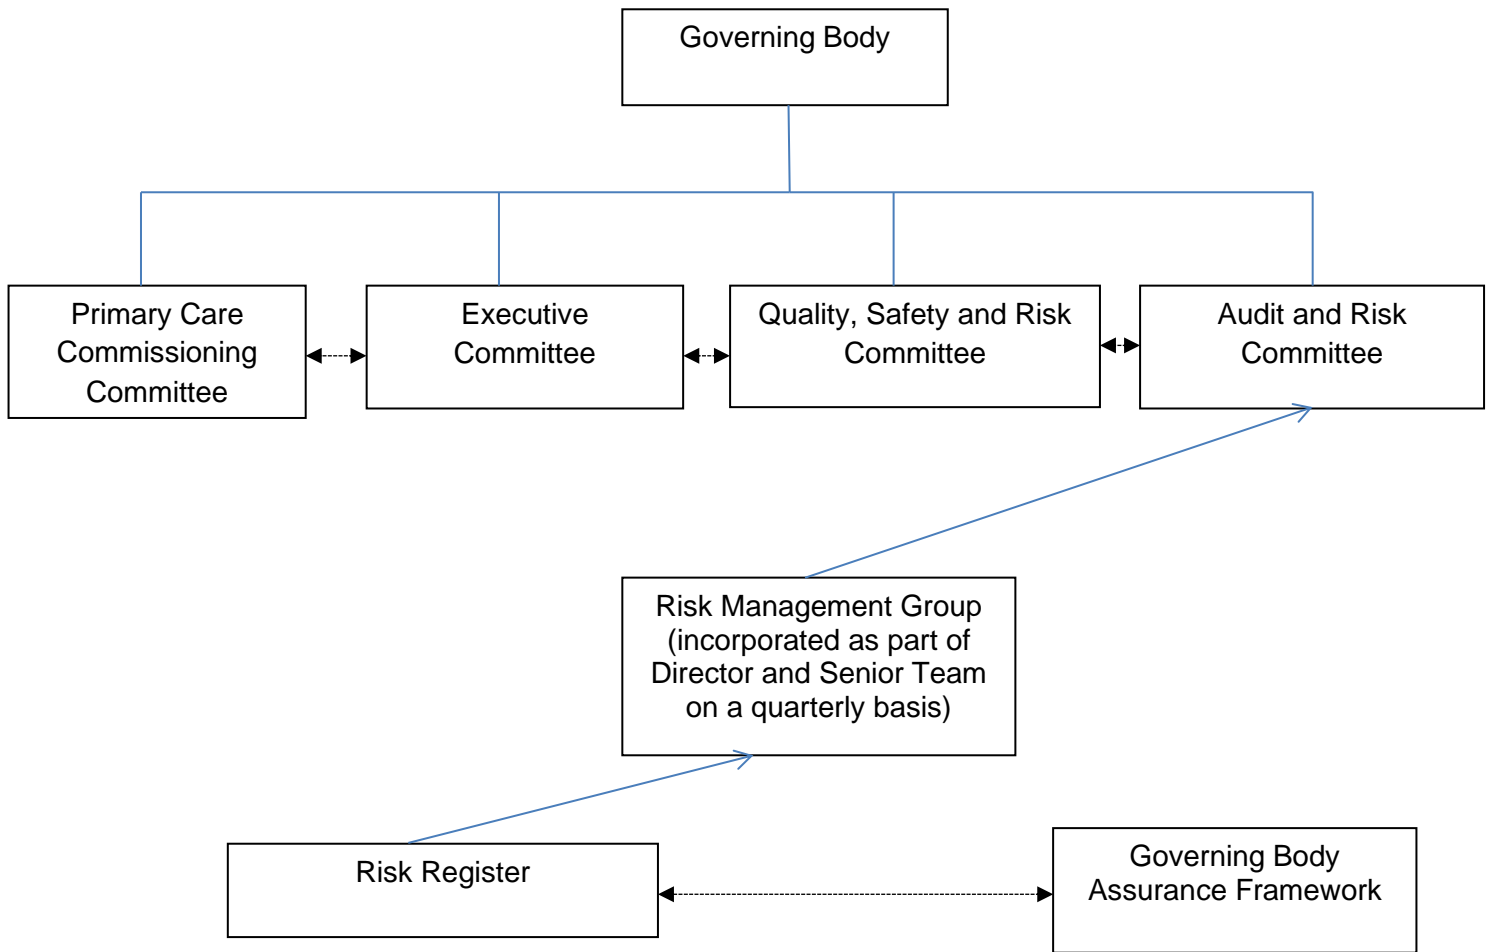 Governing Body
Primary Care
Commissioning
Committee
Executive
Committee
Quality, Safety and Risk
Committee
Audit and Risk
Committee
Risk Management Group
(incorporated as part of
Director and Senior Team
on a quarterly basis)
Risk Register
Governing Body
Assurance Framework